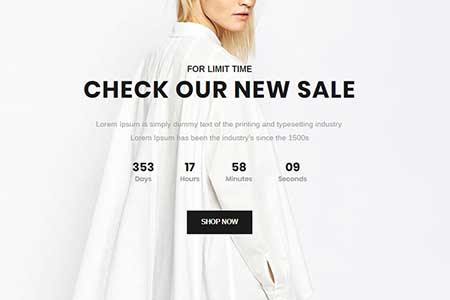 FOR LIMIT TIME
CHECK OUR NEW SALE
Lorem Ipsum is simply dummy text of the printing and typesetting industry
Lorem Ipsum has been the industry's since the 1500s
353 17 58 09
Days Hours Minutes Seconds
SHOP NOW